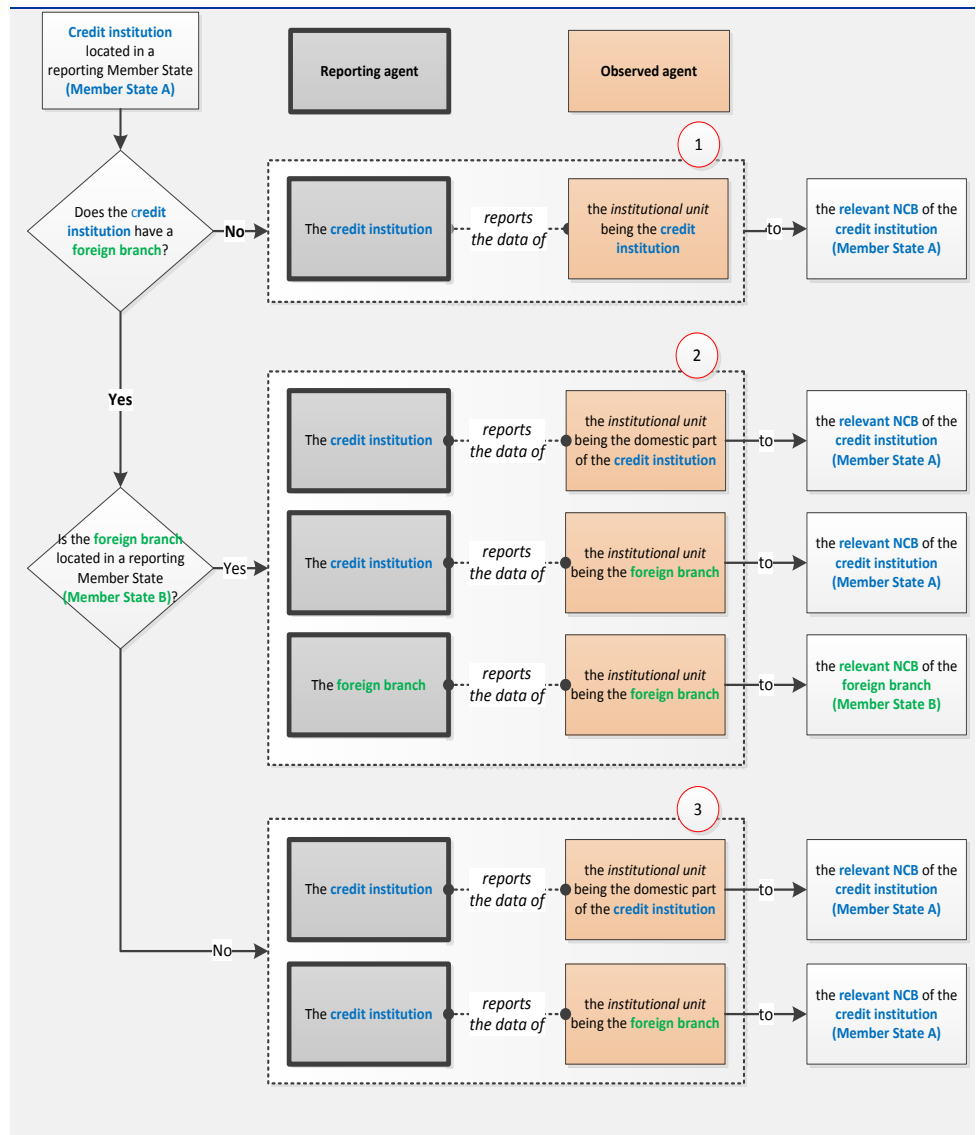 Credit institution
located in a
reporting Member State
(Member State A)
Reporting agent
Observed agent
1
Does the credit
institution have a
foreign branch?
No
The credit institution
reports
the data of
the institutional unit
being the credit
institution
to
the relevant NCB of the
credit institution
(Member State A)
Yes
2
The credit institution
reports
the data of
the institutional unit
being the domestic part
of the credit institution
to
the relevant NCB of the
credit institution
(Member State A)
Is the foreign branch
located in a reporting
Member State
(Member State B)?
Yes
The credit institution
reports
the data of
the institutional unit
being the foreign branch
to
the relevant NCB of the
credit institution
(Member State A)
The foreign branch
reports
the data of
the institutional unit
being the foreign branch
to
the relevant NCB of the
foreign branch
(Member State B)
3
The credit institution
reports
the data of
the institutional unit
being the domestic part
of the credit institution
to
the relevant NCB of the
credit institution
(Member State A)
No
The credit institution
reports
the data of
the institutional unit
being the foreign branch
to
the relevant NCB of the
credit institution
(Member State A)